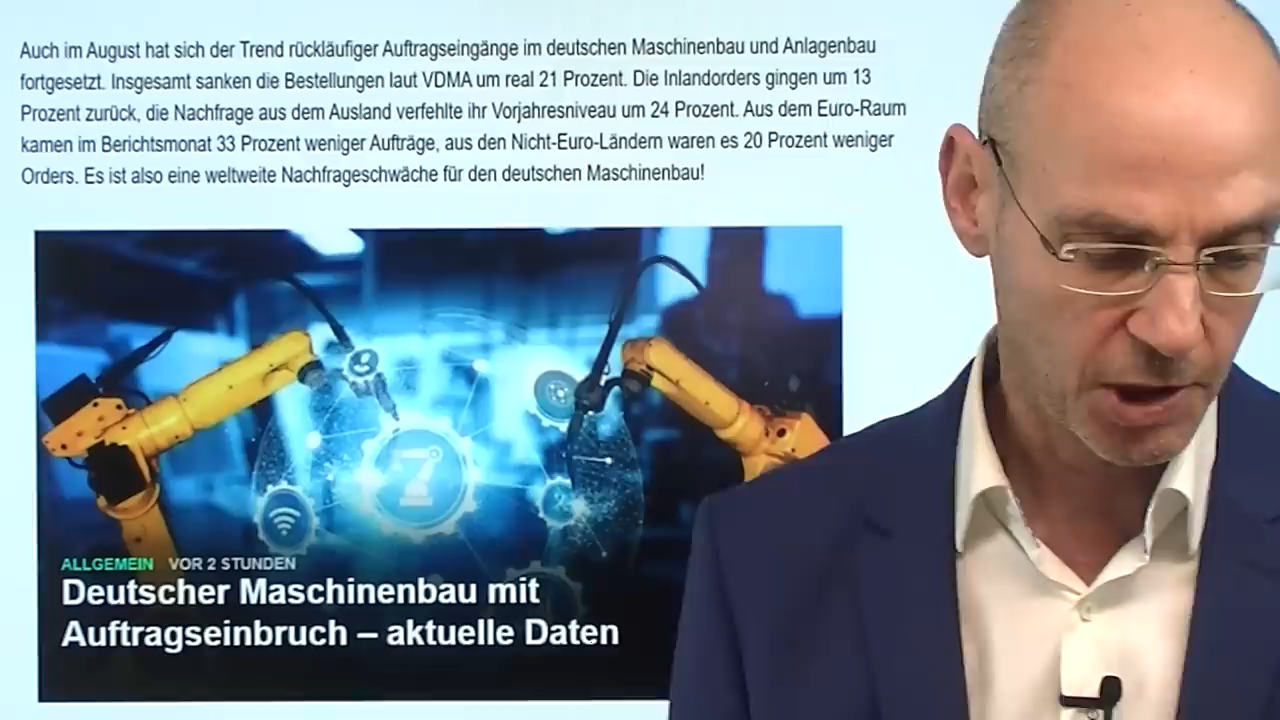 Auch im August hat sich der Trend rückläufiger Auftragseingänge im deutschen Maschinenbau und Anlagenbau
fortgesetzt. Insgesamt sanken die Bestellungen laut VDMA um real 21 Prozent. Die Inlandorders gingen um 13
Prozent zurück, die Nachfrage aus dem Ausland verfehlte ihr Vorjahresniveau um 24 Prozent. Aus dem Euro-Raum
kamen im Berichtsmonat 33 Prozent weniger Aufträge, aus den Nicht-Euro-Ländern waren es 20 Prozent weniger
Orders. Es ist also eine weltweite Nachfrageschwäche für den deutschen Maschinenbau!
ALLGEMEIN VOR 2 STUNDEN
Deutscher Maschinenbau mit
Auftragseinbruch – aktuelle Daten